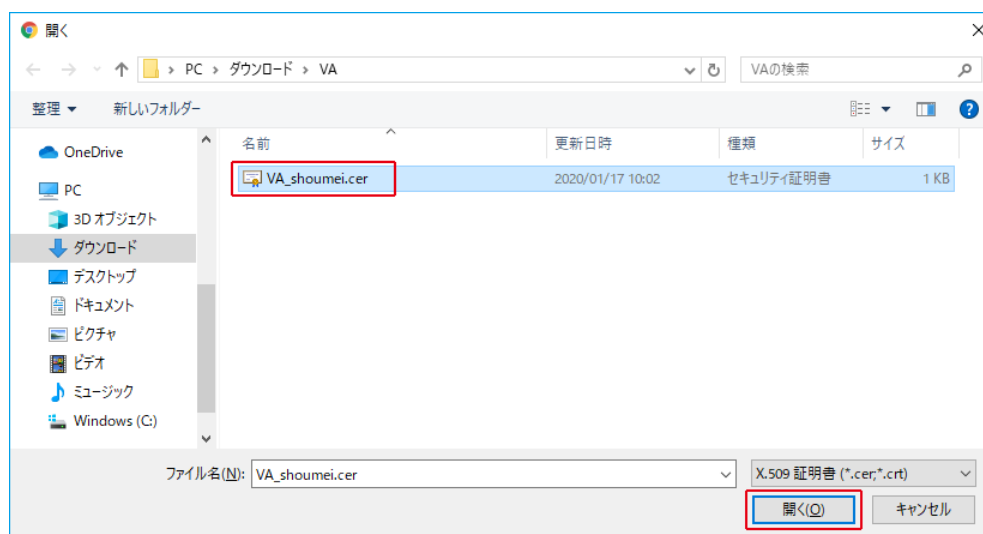 開く
PC › ダウンロード › VA
VAの検索
整理 新しいフォルダー
名前 更新日時 種類 サイズ
OneDrive
VA_shoumei.cer 2020/01/17 10:02 セキュリティ証明書 1 KB
PC
3D オブジェクト
ダウンロード
デスクトップ
ドキュメント
ピクチャ
ビデオ
ミュージック
Windows (C:)
ファイル名(N): VA_shoumei.cer X.509 証明書 (*.cer;*.crt)
開く(O) キャンセル